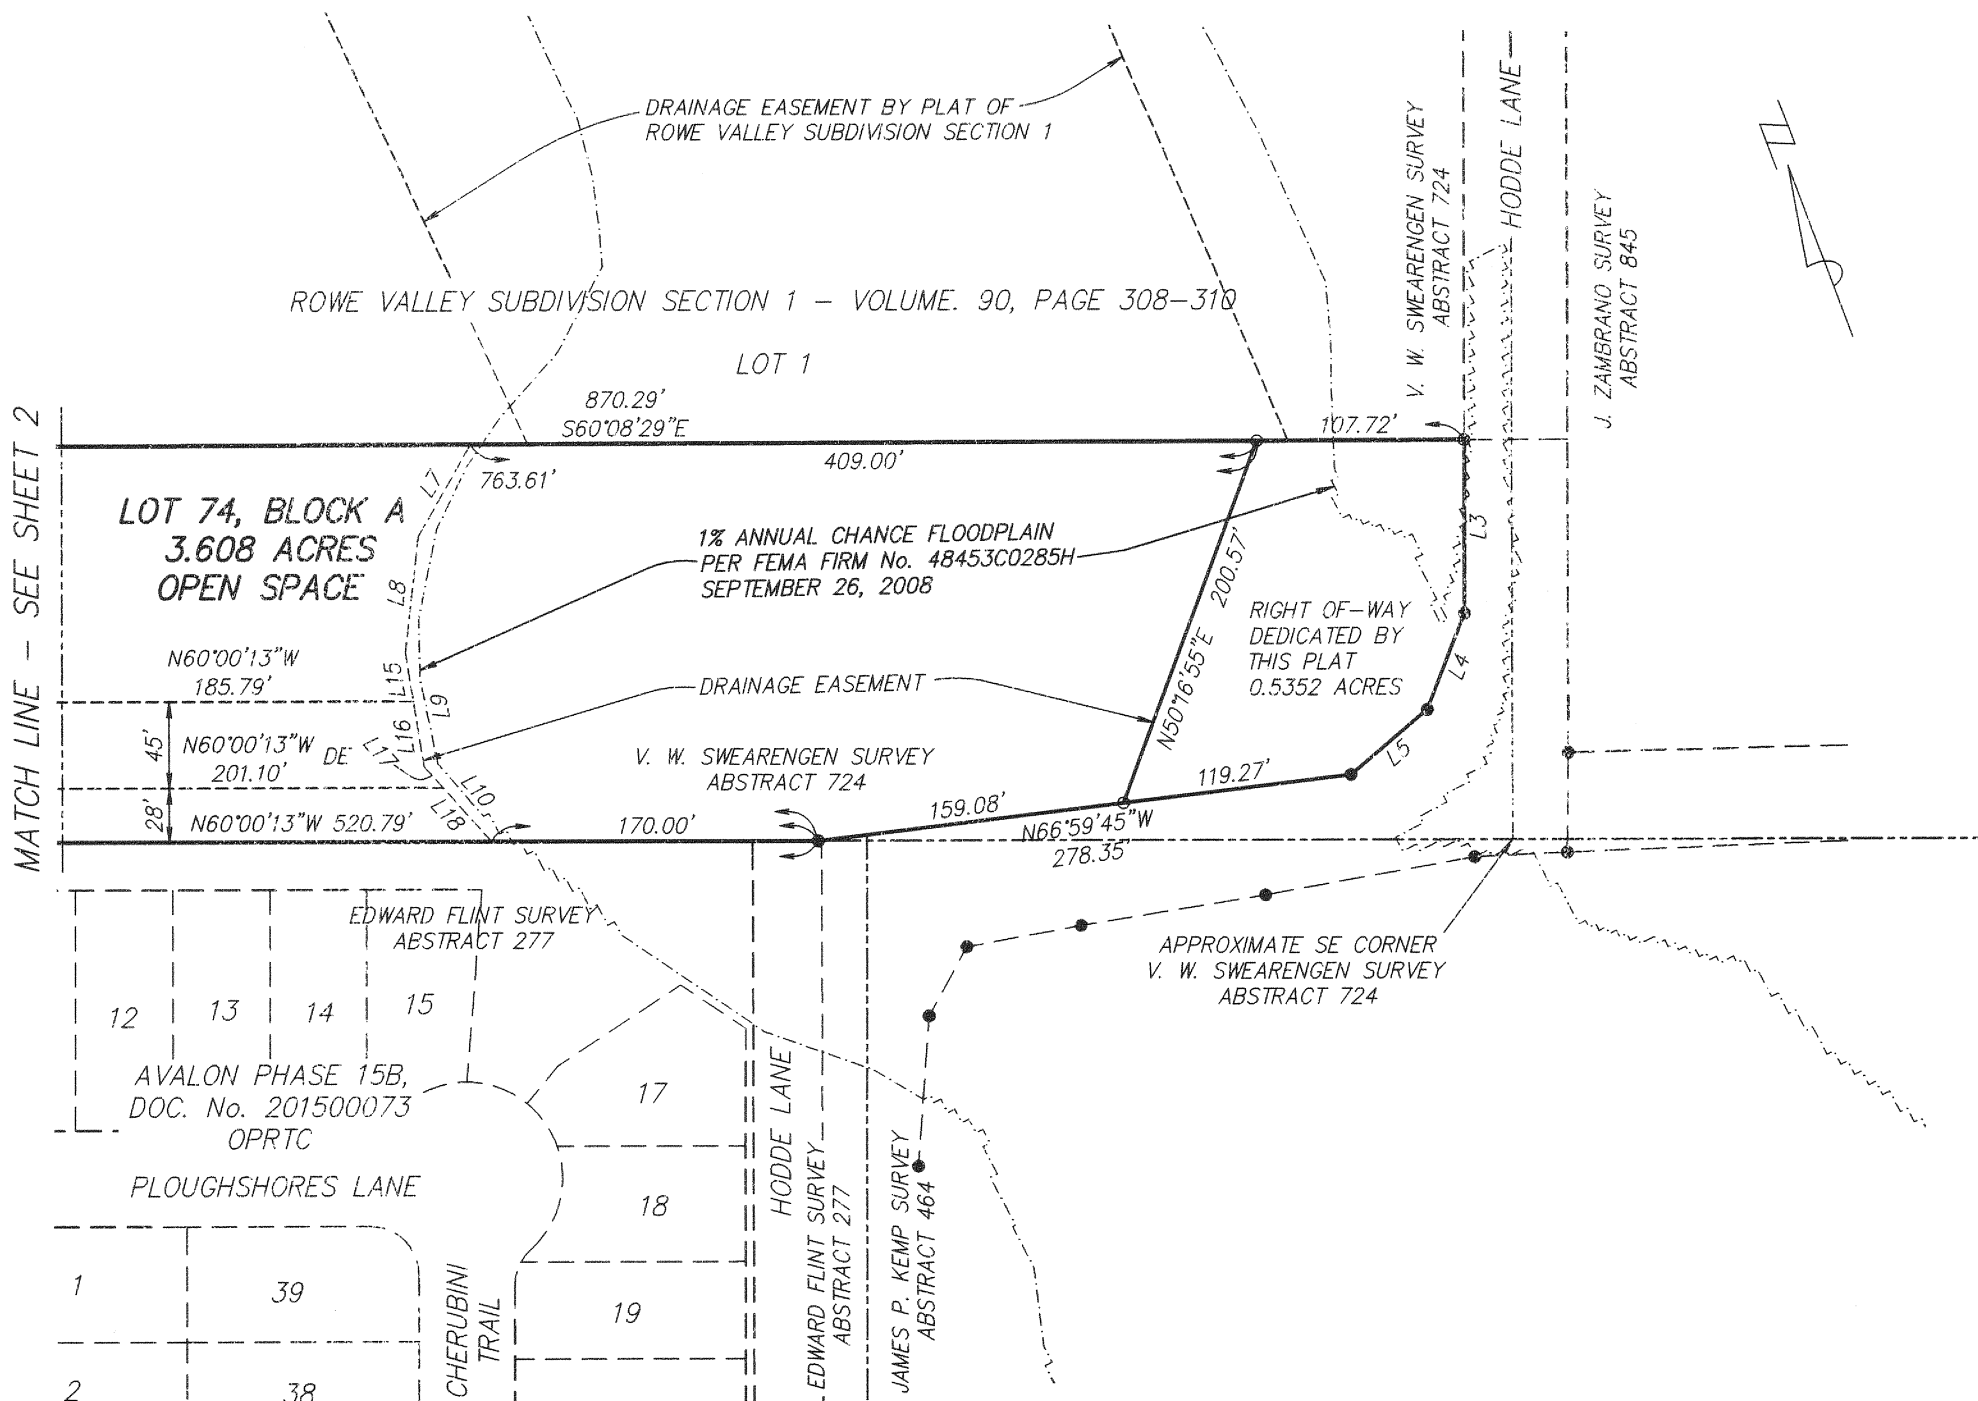 DRAINAGE EASEMENT BY PLAT OF
ROWE VALLEY SUBDIVISION SECTION 1
V. W. SWEARENGEN SURVEY
ABSTRACT 724
HODDE LANE
J. ZAMBRANO SURVEY
ABSTRACT 845
N
ROWE VALLEY SUBDIVISION SECTION 1 – VOLUME. 90, PAGE 308–310
LOT 1
870.29'
S60°08'29"E
107.72'
409.00'
763.61'
MATCH LINE – SEE SHEET 2
LOT 74, BLOCK A
3.608 ACRES
OPEN SPACE
L7
L8
L15
L9
L16
L17
L10
L18
1% ANNUAL CHANCE FLOODPLAIN
PER FEMA FIRM No. 48453C0285H
SEPTEMBER 26, 2008
N50°16'55"E 200.57'
L3
L4
L5
RIGHT OF–WAY
DEDICATED BY
THIS PLAT
0.5352 ACRES
N60°00'13"W
185.79'
DRAINAGE EASEMENT
45'
N60°00'13"W DE
201.10'
V. W. SWEARENGEN SURVEY
ABSTRACT 724
28'
N60°00'13"W 520.79'
170.00'
159.08'
119.27'
N66°59'45"W
278.35'
EDWARD FLINT SURVEY
ABSTRACT 277
APPROXIMATE SE CORNER
V. W. SWEARENGEN SURVEY
ABSTRACT 724
12
13
14
15
AVALON PHASE 15B,
DOC. No. 201500073
OPRTC
PLOUGHSHORES LANE
17
18
19
1
39
2
38
CHERUBINI
TRAIL
HODDE LANE
EDWARD FLINT SURVEY
ABSTRACT 277
JAMES P. KEMP SURVEY
ABSTRACT 464